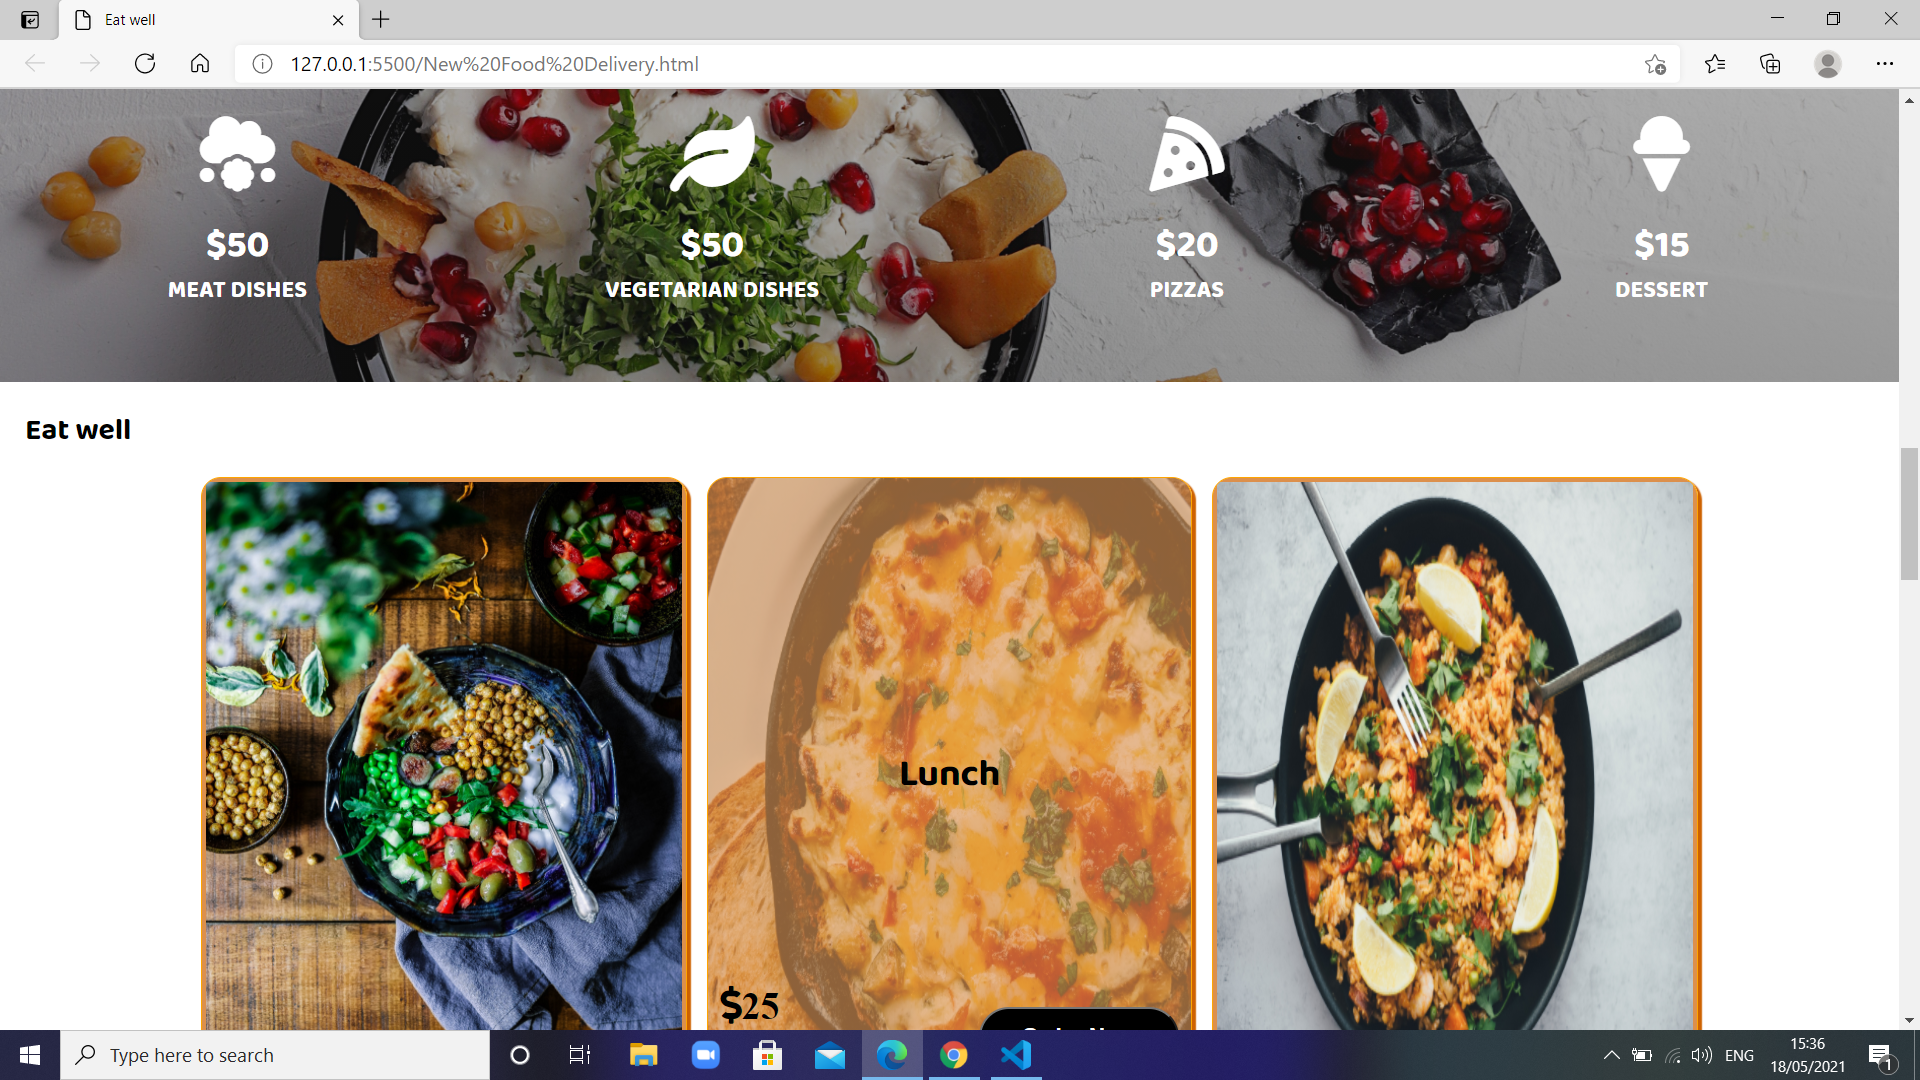 Eat well
127.0.0.1:5500/New%20Food%20Delivery.html
$50
$50
$20
$15
MEAT DISHES
VEGETARIAN DISHES
PIZZAS
DESSERT
Eat well
Lunch
$25
Type here to search
ENG
15:36
18/05/2021
1